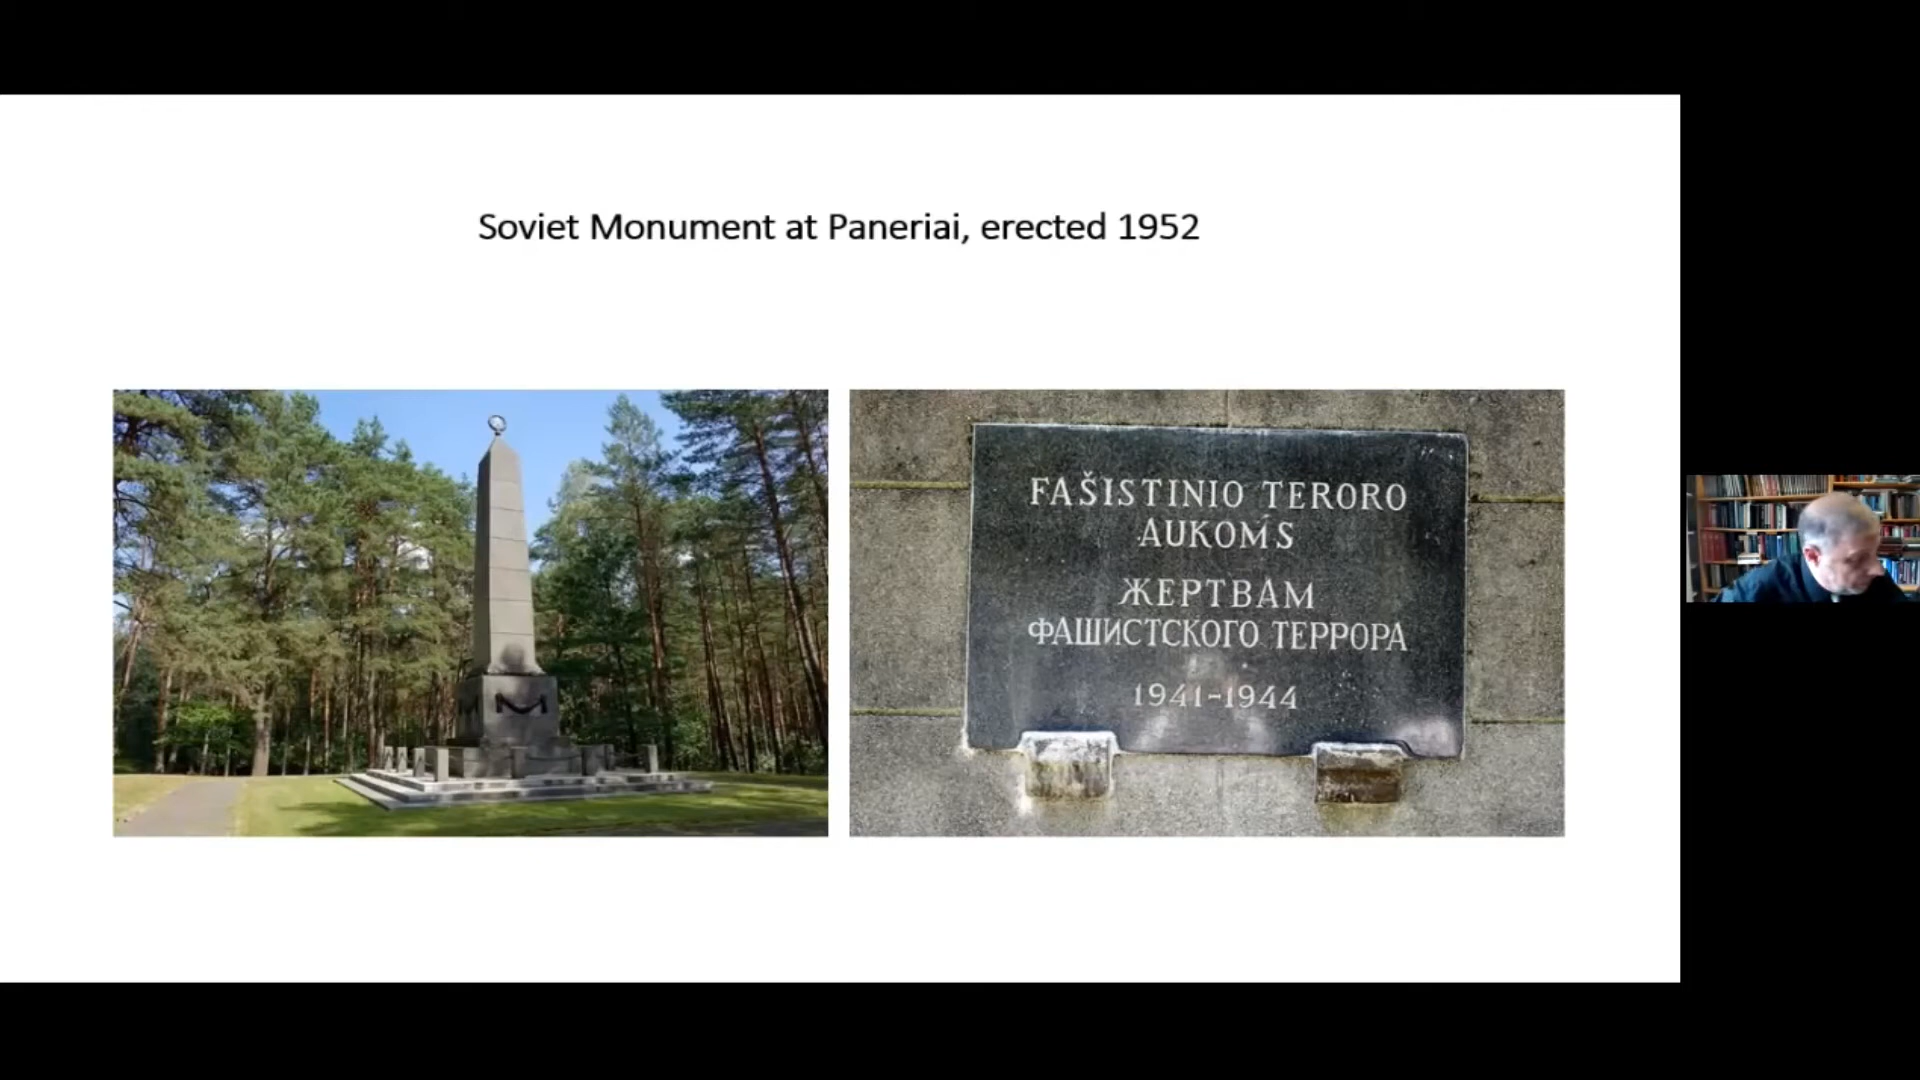 Soviet Monument at Paneriai, erected 1952
FAŠISTINIO TERORO
AUKOMS
ЖЕРТВАМ
ФАШИСТСКОГО ТЕРРОРА
1941-1944